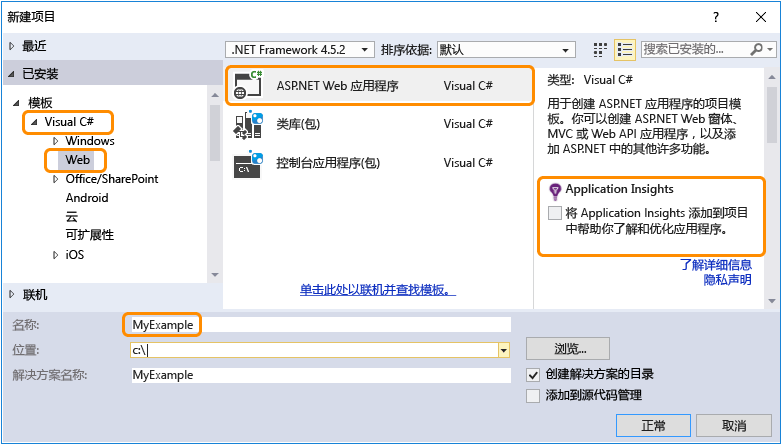 新建项目
? ×
最近
.NET Framework 4.5.2 排序依据: 默认 搜索已安装的...
已安装
模板
Visual C#
Windows
Web
Office/SharePoint
Android
云
可扩展性
iOS
联机
C#
ASP.NET Web 应用程序 Visual C#
类库(包) Visual C#
C:\
控制台应用程序(包) Visual C#
单击此处以联机并查找模板。
类型: Visual C#
用于创建 ASP.NET 应用程序的项目模
板。你可以创建 ASP.NET Web 窗体、
MVC 或 Web API 应用程序，以及添
加 ASP.NET 中的其他许多功能。
Application Insights
将 Application Insights 添加到项目
中帮助你了解和优化应用程序。
了解详细信息
隐私声明
名称: MyExample
位置: c:\ 浏览...
解决方案名称: MyExample
创建解决方案的目录
添加到源代码管理
正常 取消